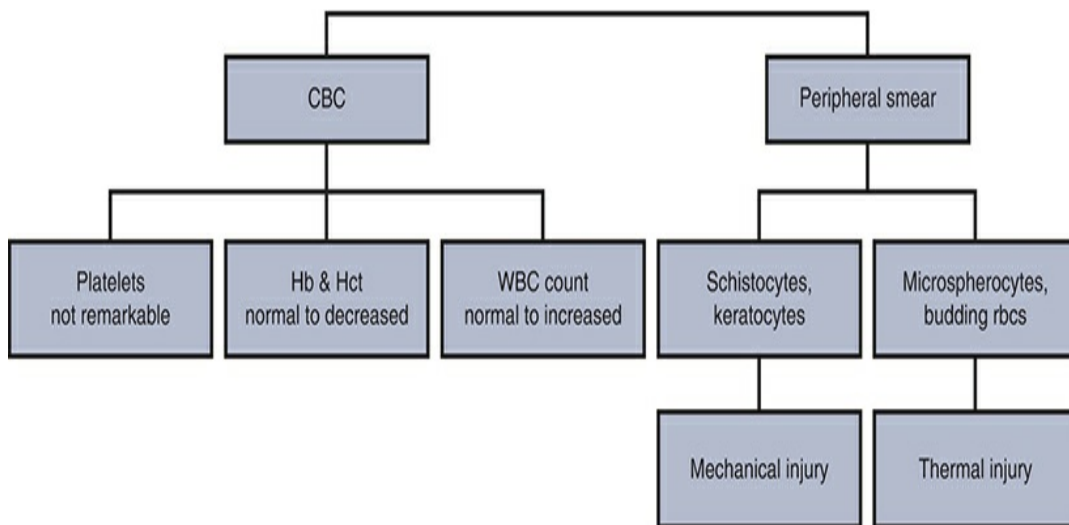 CBC
Peripheral smear
Platelets
not remarkable
Hb & Hct
normal to decreased
WBC count
normal to increased
Schistocytes,
keratocytes
Microspherocytes,
budding rbcs
Mechanical injury
Thermal injury